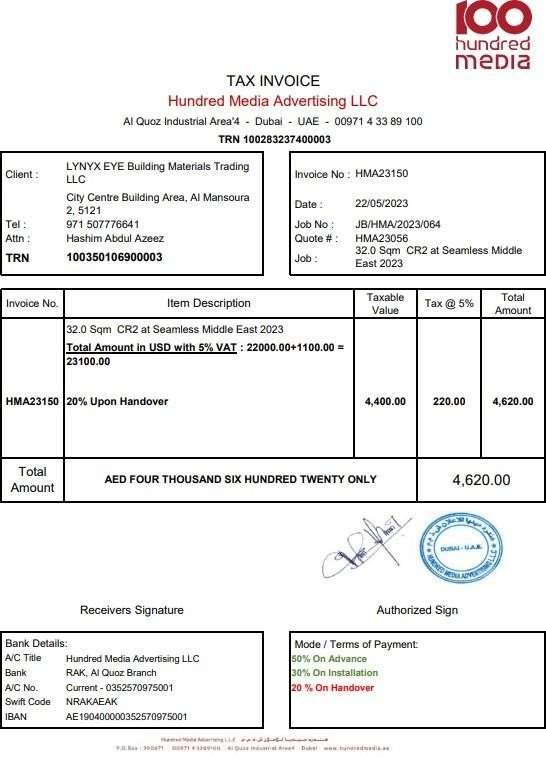 100
hundred
media
TAX INVOICE
Hundred Media Advertising LLC
Al Quoz Industrial Area'4 - Dubai - UAE - 00971 4 33 89 100
TRN 100283237400003
Client : LYNYX EYE Building Materials Trading
LLC
City Centre Building Area, Al Mansoura
2, 5121
Tel : 971 507776641
Attn : Hashim Abdul Azeez
TRN 100350106900003
Invoice No : HMA23150
Date : 22/05/2023
Job No : JB/HMA/2023/064
Quote # : HMA23056
Job : 32.0 Sqm CR2 at Seamless Middle
East 2023
Invoice No. Item Description Taxable Value Tax @ 5% Total Amount
32.0 Sqm CR2 at Seamless Middle East 2023
Total Amount in USD with 5% VAT : 22000.00+1100.00 =
23100.00
HMA23150 20% Upon Handover 4,400.00 220.00 4,620.00
Total Amount AED FOUR THOUSAND SIX HUNDRED TWENTY ONLY 4,620.00
DUBAI - U.A.E.
HUNDRED MEDIA ADVERTISING L.L.C
Receivers Signature Authorized Sign
Bank Details:
A/C Title Hundred Media Advertising LLC
Bank RAK, Al Quoz Branch
A/C No. Current - 0352570975001
Swift Code NRAKAEAK
IBAN AE190400000352570975001
Mode / Terms of Payment:
50% On Advance
30% On Installation
20 % On Handover
Hundred Media Advertising L.L.C
P.O.Box : 390671 00971 4 3389100 Al Quoz Industrial Area4 Dubai www.hundredmedia.ae